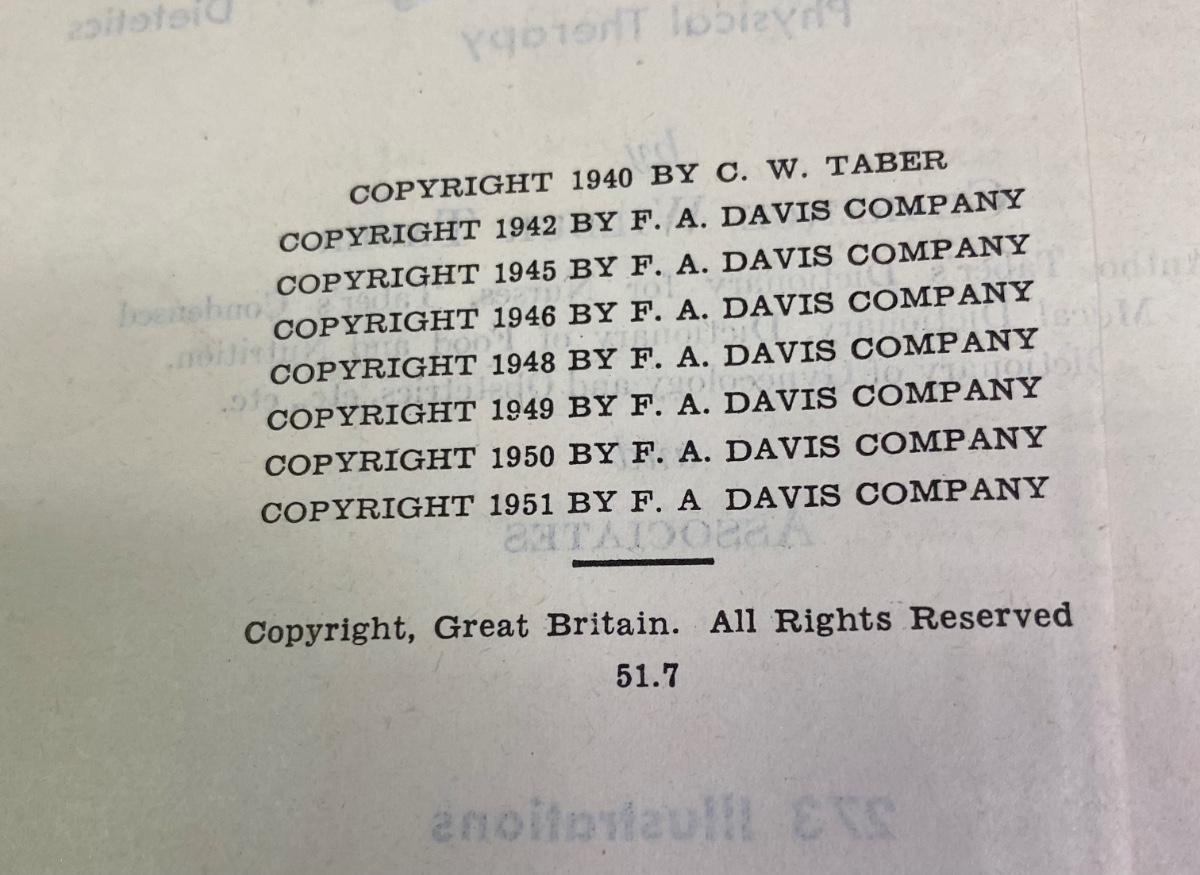 COPYRIGHT 1940 BY C. W. TABER
COPYRIGHT 1942 BY F. A. DAVIS COMPANY
COPYRIGHT 1945 BY F. A. DAVIS COMPANY
COPYRIGHT 1946 BY F. A. DAVIS COMPANY
COPYRIGHT 1948 BY F. A. DAVIS COMPANY
COPYRIGHT 1949 BY F. A. DAVIS COMPANY
COPYRIGHT 1950 BY F. A. DAVIS COMPANY
COPYRIGHT 1951 BY F. A DAVIS COMPANY
Copyright, Great Britain. All Rights Reserved
51.7